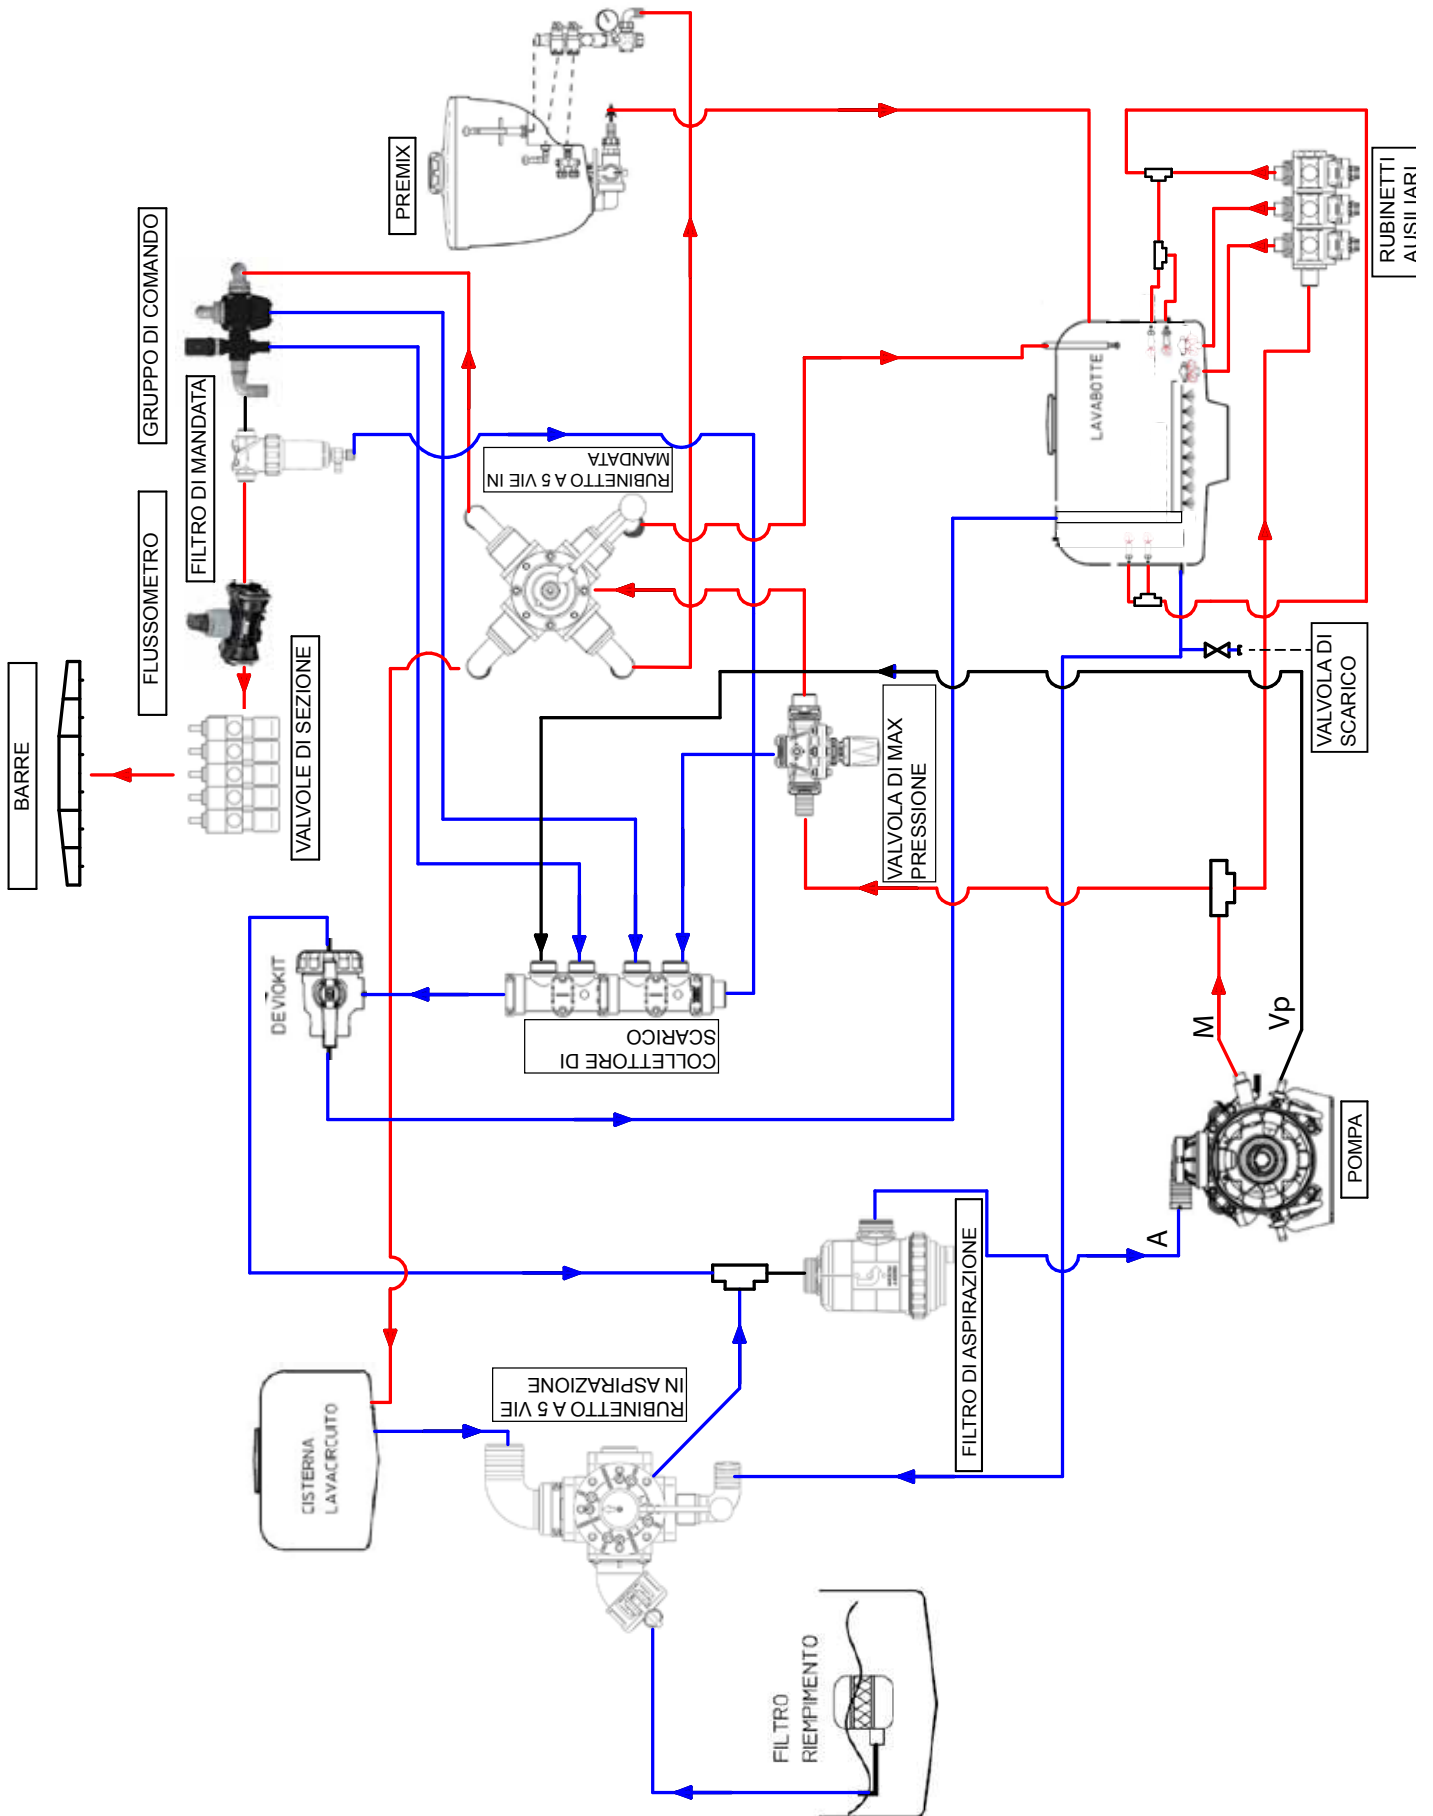 PREMIX
GRUPPO DI COMANDO
FILTRO DI MANDATA
FLUSSOMETRO
VALVOLE DI SEZIONE
BARRE
RUBINETTO A 5 VIE IN
MANDATA
LAVABOTTE
RUBINETTI
AUSILIARI
VALVOLA DI
SCARICO
VALVOLA DI MAX
PRESSIONE
DEVIOKIT
COLLETTORE DI
SCARICO
M
Vp
A
POMPA
FILTRO DI ASPIRAZIONE
RUBINETTO A 5 VIE
IN ASPIRAZIONE
CISTERNA
LAVACIRCUITO
FILTRO
RIEMPIMENTO